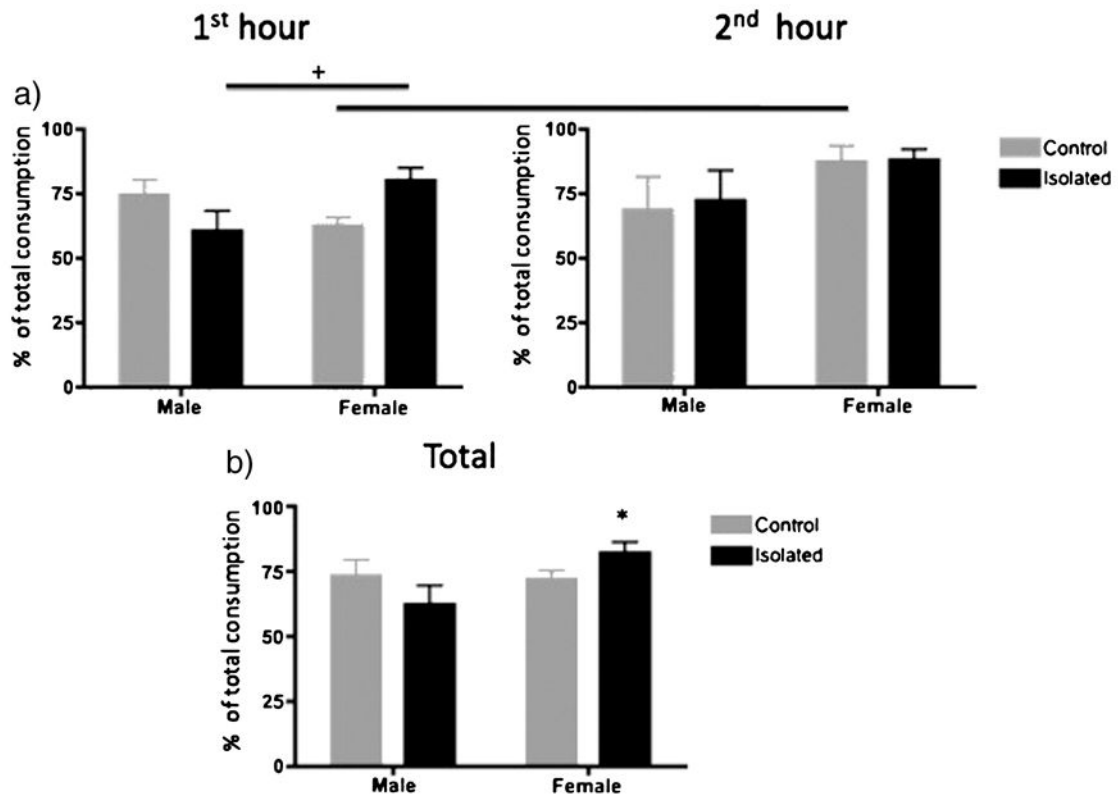 1st hour
2nd hour
+
a)
% of total consumption
100
75
50
25
0
Male
Female
% of total consumption
100
75
50
25
0
Male
Female
Control
Isolated
b)
Total
% of total consumption
100
75
50
25
0
*
Male
Female
Control
Isolated